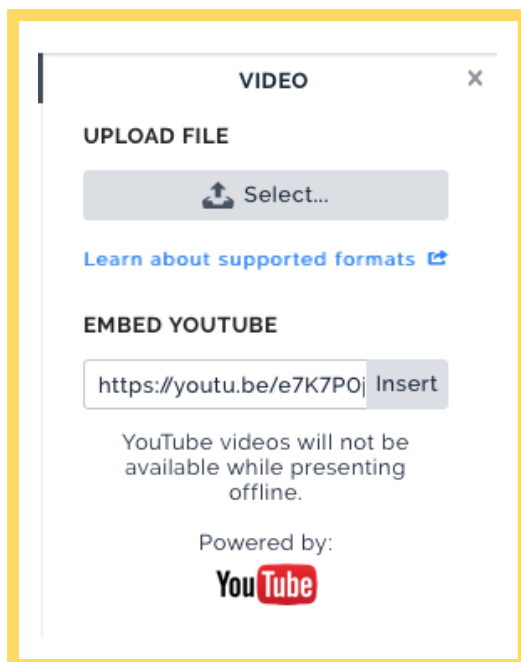 VIDEO ×
UPLOAD FILE
Select...
Learn about supported formats
EMBED YOUTUBE
https://youtu.be/e7K7P0j Insert
YouTube videos will not be
available while presenting
offline.
Powered by:
YouTube